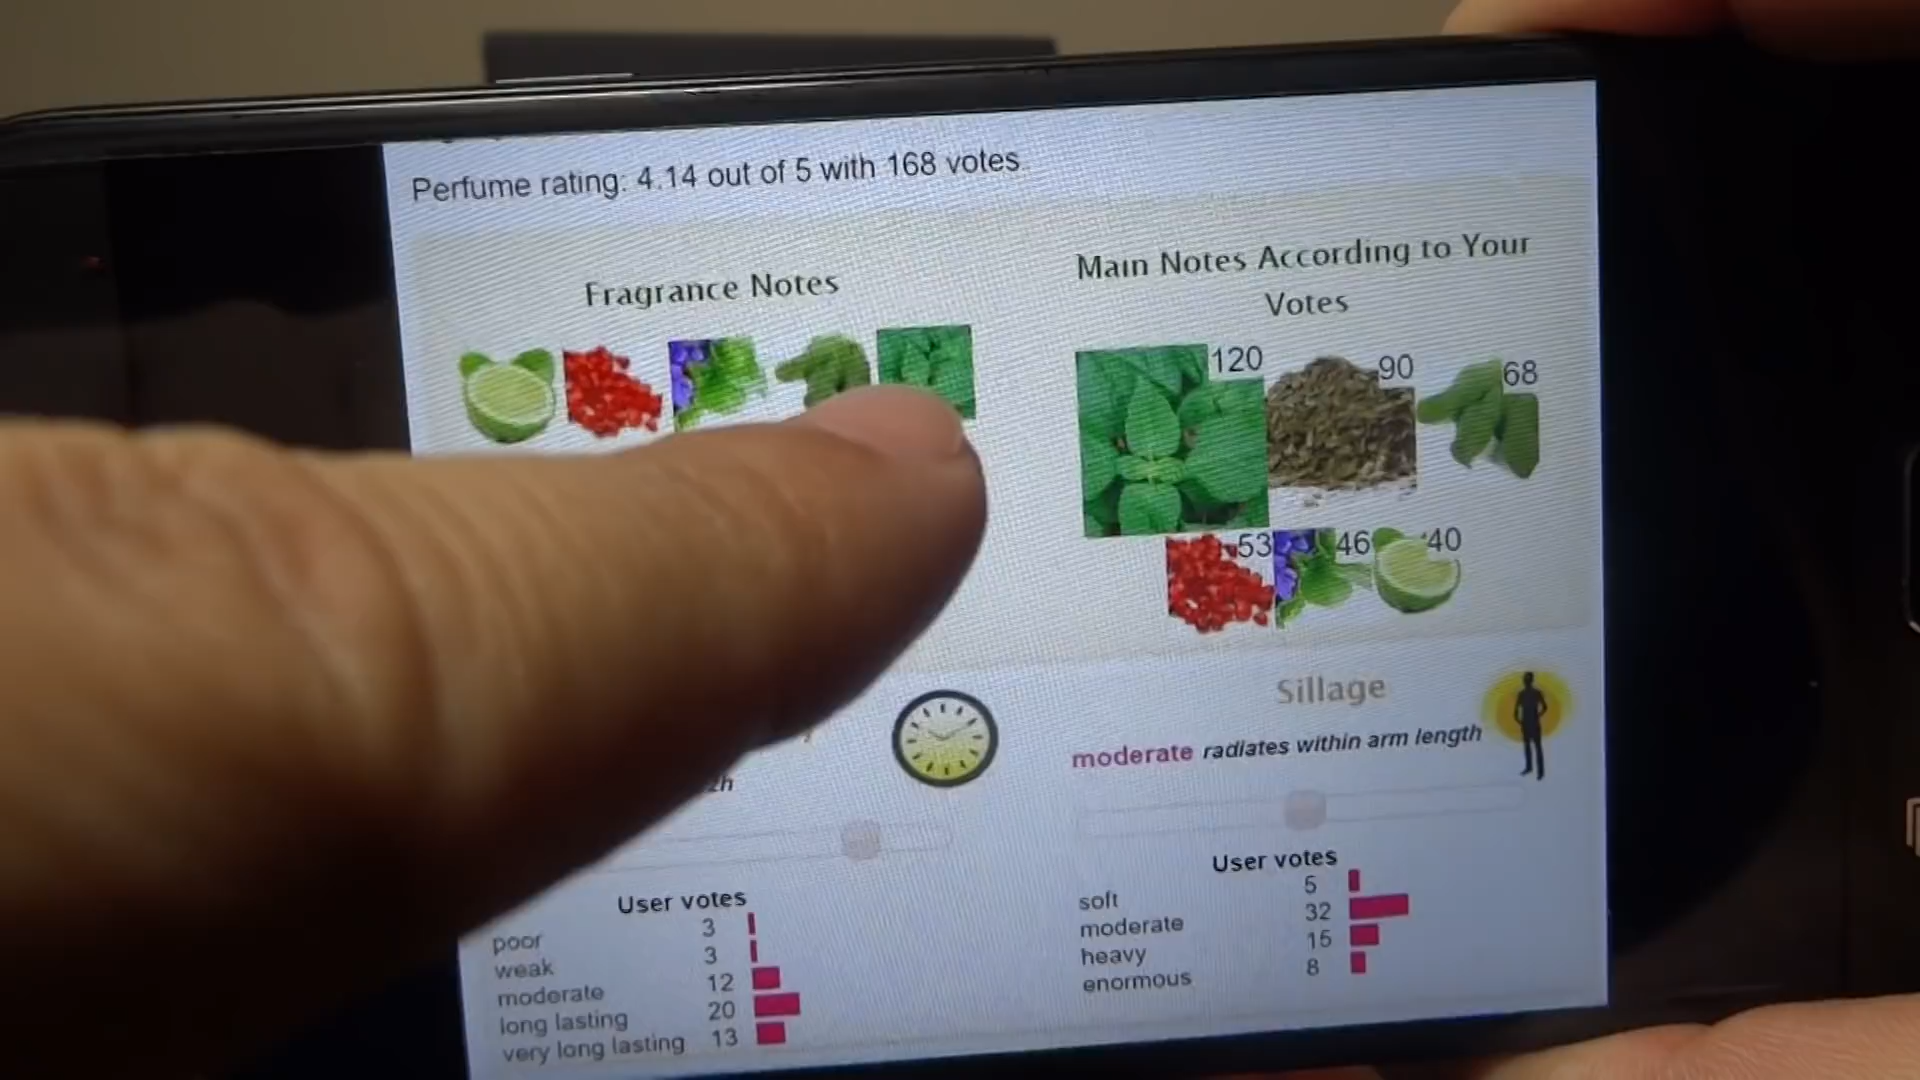 Perfume rating: 4.14 out of 5 with 168 votes.
Fragrance Notes
Main Notes According to Your
Votes
120
90
68
53
46
40
Sillage
moderate radiates within arm length
User votes
poor 3
weak 3
moderate 12
long lasting 20
very long lasting 13
User votes
soft 5
moderate 32
heavy 15
enormous 8